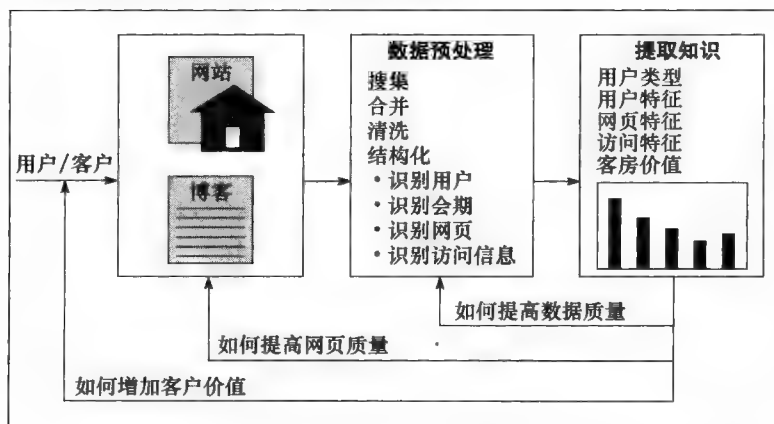 用户/客户
网站
博客
数据预处理
搜集
合并
清洗
结构化
·识别用户
·识别会期
·识别网页
·识别访问信息
提取知识
用户类型
用户特征
网页特征
访问特征
客房价值
如何提高数据质量
如何提高网页质量
如何增加客户价值